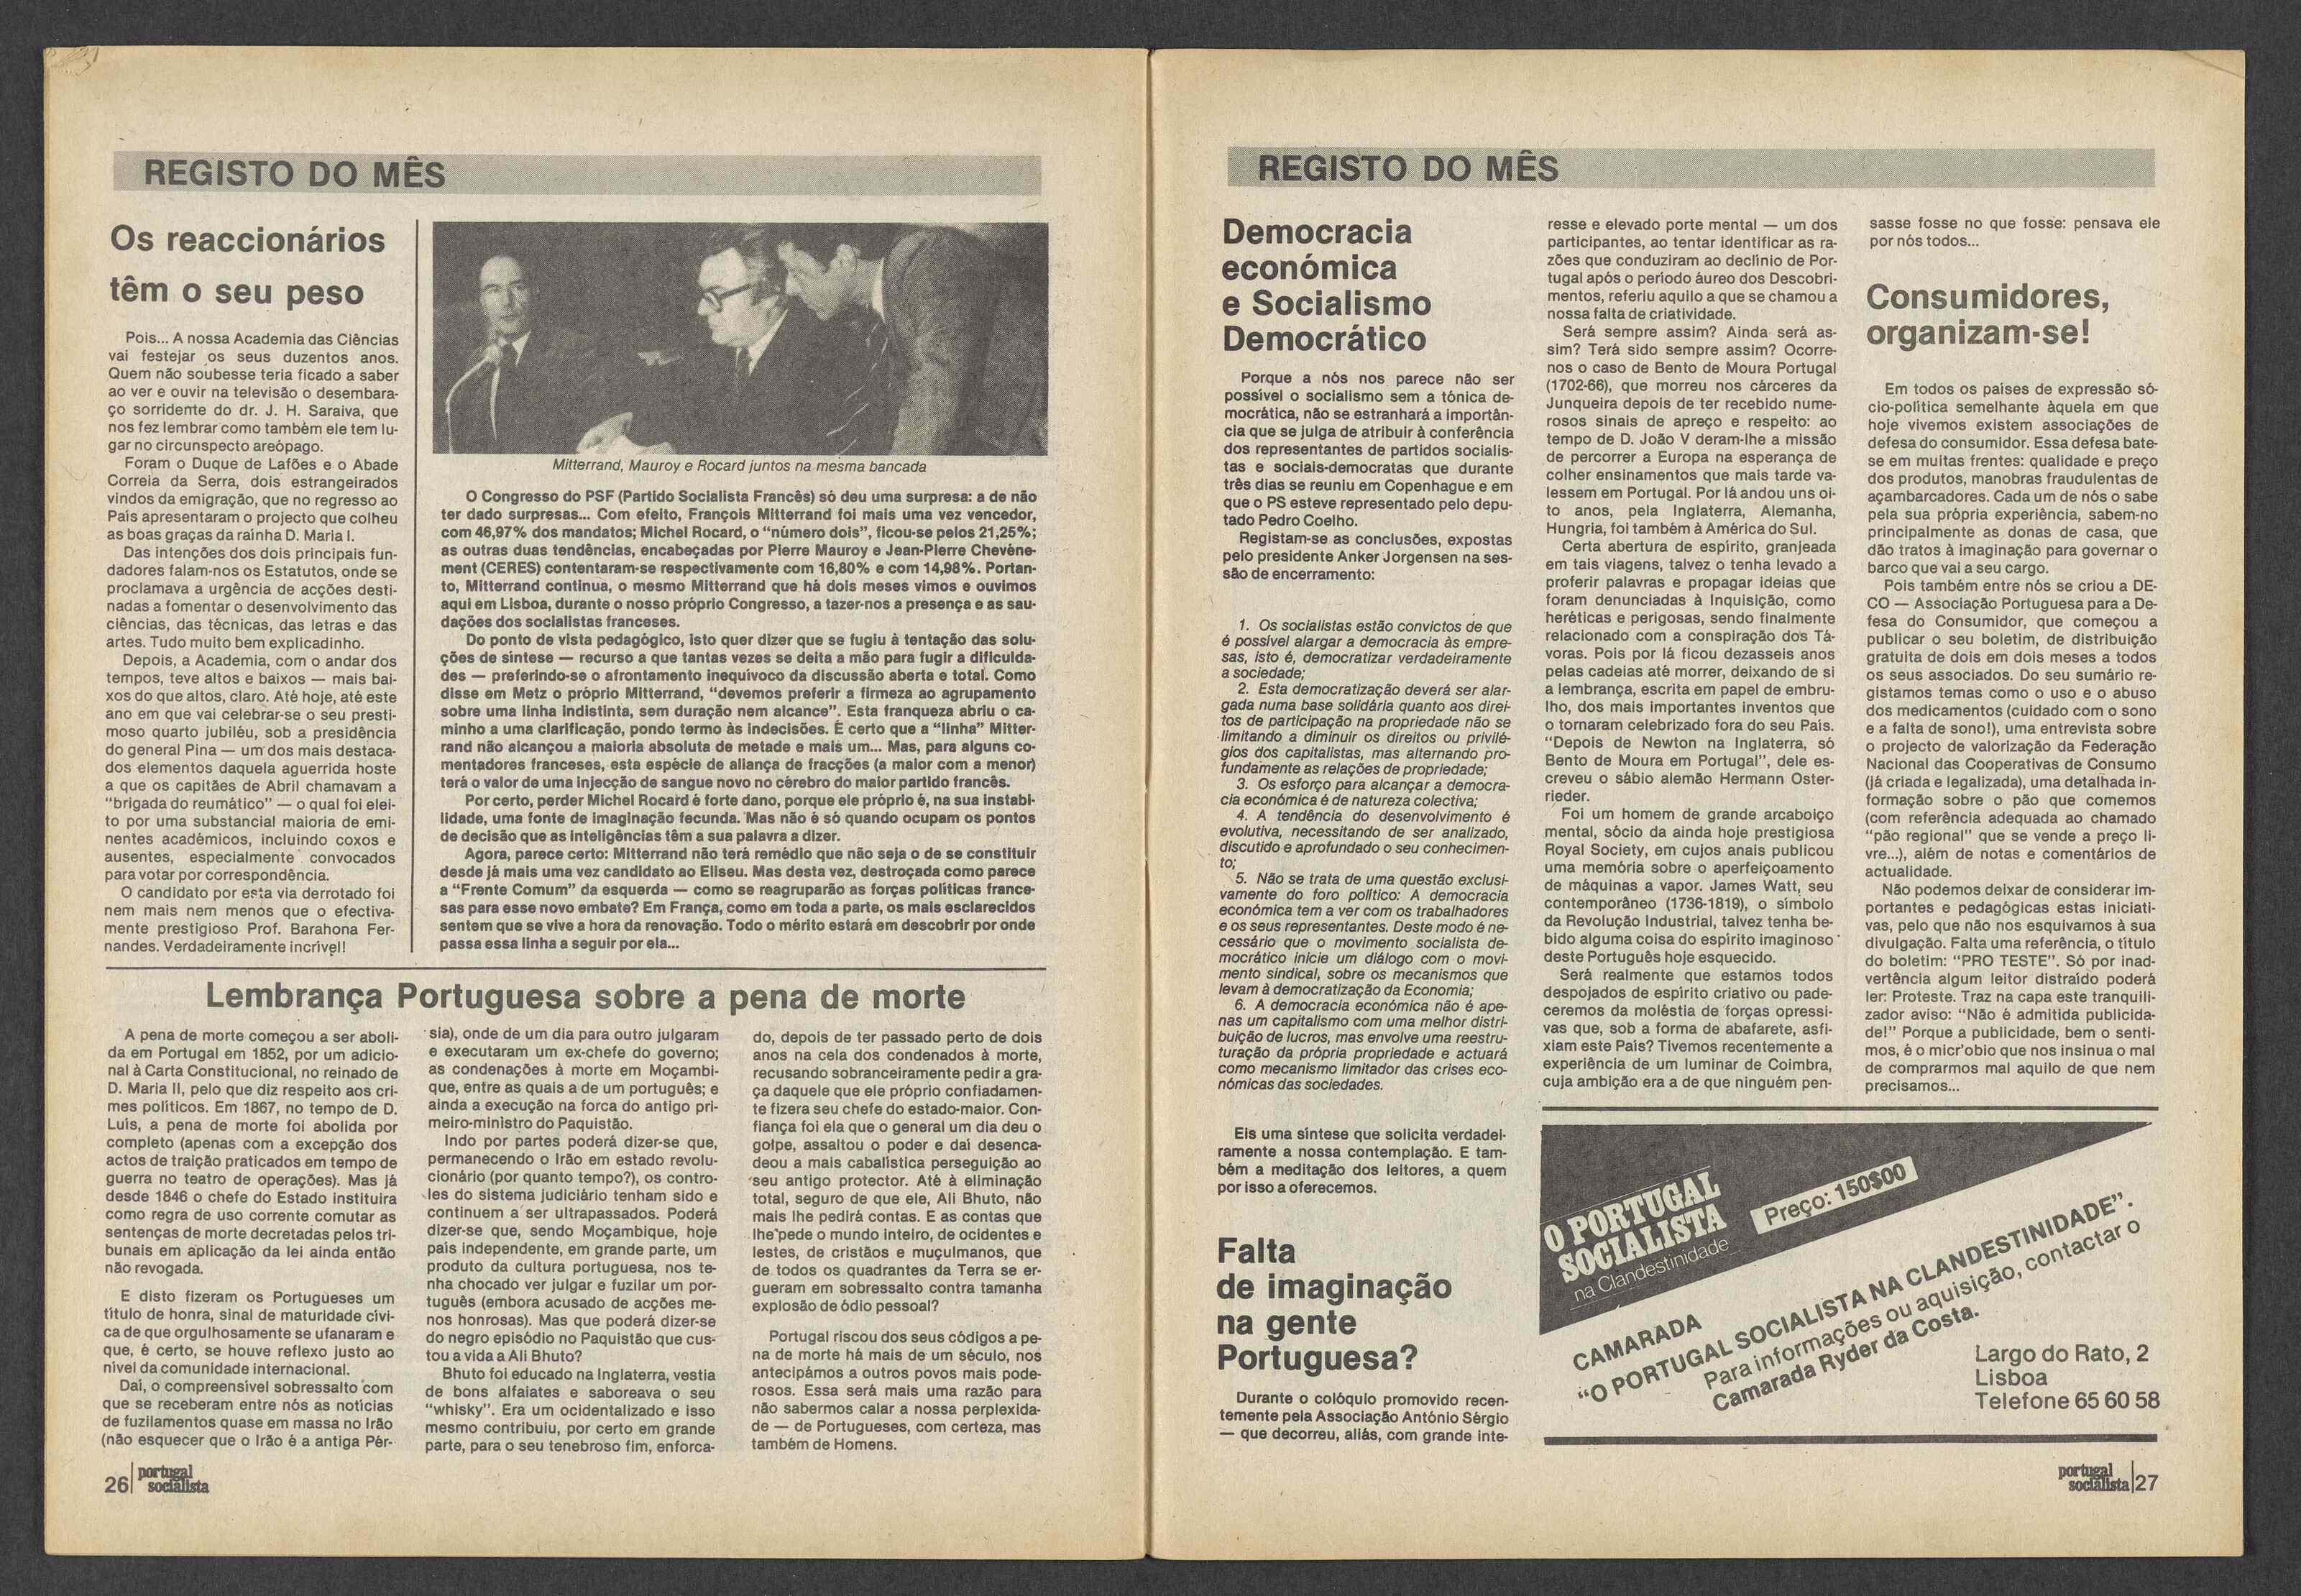 REGISTO DO MÊS
Os reaccionários
têm o seu peso
Pois... A nossa Academia das Ciências
vai festejar os seus duzentos anos.
Quem não soubesse teria ficado a saber
ao ver e ouvir na televisão o desembara-
ço sorridente do dr. J. H. Saraiva, que
nos fez lembrar como também ele tem lu-
gar no circunspecto areópago.
Foram o Duque de Lafões e o Abade
Correia da Serra, dois estrangeirados
vindos da emigração, que no regresso ao
País apresentaram o projecto que colheu
as boas graças da raínha D. Maria I.
Das intenções dos dois principais fun-
dadores falam-nos os Estatutos, onde se
proclamava a urgência de acções desti-
nadas a fomentar o desenvolvimento das
ciências, das técnicas, das letras e das
artes. Tudo muito bem explicadinho.
Depois, a Academia, com o andar dos
tempos, teve altos e baixos — mais bai-
xos do que altos, claro. Até hoje, até este
ano em que vai celebrar-se o seu presti-
moso quarto jubiléu, sob a presidência
do general Pina — um dos mais destaca-
dos elementos daquela aguerrida hoste
a que os capitães de Abril chamavam a
"brigada do reumático" — o qual foi elei-
to por uma substancial maioria de emi-
nentes académicos, incluindo coxos e
ausentes, especialmente convocados
para votar por correspondência.
O candidato por esta via derrotado foi
nem mais nem menos que o efectiva-
mente prestigioso Prof. Barahona Fer-
nandes. Verdadeiramente incrível!
Mitterrand, Mauroy e Rocard juntos na mesma bancada
O Congresso do PSF (Partido Socialista Francês) só deu uma surpresa: a de não
ter dado surpresas... Com efeito, François Mitterrand foi mais uma vez vencedor,
com 46,97% dos mandatos; Michel Rocard, o "número dois", ficou-se pelos 21,25%;
as outras duas tendências, encabeçadas por Pierre Mauroy e Jean-Pierre Chevène-
ment (CERES) contentaram-se respectivamente com 16,80% e com 14,98%. Portan-
to, Mitterrand continua, o mesmo Mitterrand que há dois meses vimos e ouvimos
aqui em Lisboa, durante o nosso próprio Congresso, a tazer-nos a presença e as sau-
dações dos socialistas franceses.
Do ponto de vista pedagógico, isto quer dizer que se fugiu à tentação das solu-
ções de síntese — recurso a que tantas vezes se deita a mão para fugir a dificulda-
des — preferindo-se o afrontamento inequívoco da discussão aberta e total. Como
disse em Metz o próprio Mitterrand, "devemos preferir a firmeza ao agrupamento
sobre uma linha indistinta, sem duração nem alcance". Esta franqueza abriu o ca-
minho a uma clarificação, pondo termo às indecisões. É certo que a "linha" Mitter-
rand não alcançou a maioria absoluta de metade e mais um... Mas, para alguns co-
mentadores franceses, esta espécie de aliança de fracções (a maior com a menor)
terá o valor de uma injecção de sangue novo no cérebro do maior partido francês.
Por certo, perder Michel Rocard é forte dano, porque ele próprio é, na sua instabi-
lidade, uma fonte de imaginação fecunda. Mas não é só quando ocupam os pontos
de decisão que as inteligências têm a sua palavra a dizer.
Agora, parece certo: Mitterrand não terá remédio que não seja o de se constituir
desde já mais uma vez candidato ao Eliseu. Mas desta vez, destroçada como parece
a "Frente Comum" da esquerda — como se reagruparão as forças políticas france-
sas para esse novo embate? Em França, como em toda a parte, os mais esclarecidos
sentem que se vive a hora da renovação. Todo o mérito estará em descobrir por onde
passa essa linha a seguir por ela...
Lembrança Portuguesa sobre a pena de morte
A pena de morte começou a ser aboli-
da em Portugal em 1852, por um adicio-
nal à Carta Constitucional, no reinado de
D. Maria II, pelo que diz respeito aos cri-
mes políticos. Em 1867, no tempo de D.
Luís, a pena de morte foi abolida por
completo (apenas com a excepção dos
actos de traição praticados em tempo de
guerra no teatro de operações). Mas já
desde 1846 o chefe do Estado instituira
como regra de uso corrente comutar as
sentenças de morte decretadas pelos tri-
bunais em aplicação da lei ainda então
não revogada.
E disto fizeram os Portugueses um
título de honra, sinal de maturidade cívi-
ca de que orgulhosamente se ufanaram e
que, é certo, se houve reflexo justo ao
nível da comunidade internacional.
Daí, o compreensível sobressalto com
que se receberam entre nós as notícias
de fuzilamentos quase em massa no Irão
(não esquecer que o Irão é a antiga Pér-
sia), onde de um dia para outro julgaram
e executaram um ex-chefe do governo;
as condenações à morte em Moçambi-
que, entre as quais a de um português; e
ainda a execução na forca do antigo pri-
meiro-ministro do Paquistão.
Indo por partes poderá dizer-se que,
permanecendo o Irão em estado revolu-
cionário (por quanto tempo?), os contro-
les do sistema judiciário tenham sido e
continuem a ser ultrapassados. Poderá
dizer-se que, sendo Moçambique, hoje
país independente, em grande parte, um
produto da cultura portuguesa, nos te-
nha chocado ver julgar e fuzilar um por-
tuguês (embora acusado de acções me-
nos honrosas). Mas que poderá dizer-se
do negro episódio no Paquistão que cus-
tou a vida a Ali Bhuto?
Bhuto foi educado na Inglaterra, vestia
de bons alfaiates e saboreava o seu
"whisky". Era um ocidentalizado e isso
mesmo contribuiu, por certo em grande
parte, para o seu tenebroso fim, enforca-
do, depois de ter passado perto de dois
anos na cela dos condenados à morte,
recusando sobranceiramente pedir a gra-
ça daquele que ele próprio confiadamen-
te fizera seu chefe do estado-maior. Con-
fiança foi ela que o general um dia deu o
golpe, assaltou o poder e daí desenca-
deou a mais cabalística perseguição ao
seu antigo protector. Até à eliminação
total, seguro de que ele, Ali Bhuto, não
mais lhe pedirá contas. E as contas que
lhe pede o mundo inteiro, de ocidentes e
lestes, de cristãos e muçulmanos, que
de todos os quadrantes da Terra se er-
gueram em sobressalto contra tamanha
explosão de ódio pessoal?
Portugal riscou dos seus códigos a pe-
na de morte há mais de um século, nos
antecipámos a outros povos mais pode-
rosos. Essa será mais uma razão para
não sabermos calar a nossa perplexida-
de — de Portugueses, com certeza, mas
também de Homens.
26 portugal
socialista
REGISTO DO MÊS
Democracia
económica
e Socialismo
Democrático
Porque a nós nos parece não ser
possível o socialismo sem a tónica de-
mocrática, não se estranhará a importân-
cia que se julga de atribuir à conferência
dos representantes de partidos socialis-
tas e sociais-democratas que durante
três dias se reuniu em Copenhague e em
que o PS esteve representado pelo depu-
tado Pedro Coelho.
Registam-se as conclusões, expostas
pelo presidente Anker Jorgensen na ses-
são de encerramento:
1. Os socialistas estão convictos de que
é possível alargar a democracia às empre-
sas, isto é, democratizar verdadeiramente
a sociedade;
2. Esta democratização deverá ser alar-
gada numa base solidária quanto aos direi-
tos de participação na propriedade não se
limitando a diminuir os direitos ou privilé-
gios dos capitalistas, mas alternando pro-
fundamente as relações de propriedade;
3. Os esforço para alcançar a democra-
cia económica é de natureza colectiva;
4. A tendência do desenvolvimento é
evolutiva, necessitando de ser analizado,
discutido e aprofundado o seu conhecimen-
to;
5. Não se trata de uma questão exclusi-
vamente do foro político: A democracia
económica tem a ver com os trabalhadores
e os seus representantes. Deste modo é ne-
cessário que o movimento socialista de-
mocrático inicie um diálogo com o movi-
mento sindical, sobre os mecanismos que
levam à democratização da Economia;
6. A democracia económica não é ape-
nas um capitalismo com uma melhor distri-
buição de lucros, mas envolve uma reestru-
turação da própria propriedade e actuará
como mecanismo limitador das crises eco-
nómicas das sociedades.
Eis uma síntese que solicita verdadei-
ramente a nossa contemplação. E tam-
bém a meditação dos leitores, a quem
por isso a oferecemos.
Falta
de imaginação
na gente
Portuguesa?
Durante o colóquio promovido recen-
temente pela Associação António Sérgio
— que decorreu, aliás, com grande inte-
resse e elevado porte mental — um dos
participantes, ao tentar identificar as ra-
zões que conduziram ao declínio de Por-
tugal após o período áureo dos Descobri-
mentos, referiu aquilo a que se chamou a
nossa falta de criatividade.
Será sempre assim? Ainda será as-
sim? Terá sido sempre assim? Ocorre-
nos o caso de Bento de Moura Portugal
(1702-66), que morreu nos cárceres da
Junqueira depois de ter recebido nume-
rosos sinais de apreço e respeito: ao
tempo de D. João V deram-lhe a missão
de percorrer a Europa na esperança de
colher ensinamentos que mais tarde va-
lessem em Portugal. Por lá andou uns oi-
to anos, pela Inglaterra, Alemanha,
Hungria, foi também à América do Sul.
Certa abertura de espírito, granjeada
em tais viagens, talvez o tenha levado a
proferir palavras e propagar ideias que
foram denunciadas à Inquisição, como
heréticas e perigosas, sendo finalmente
relacionado com a conspiração dos Tá-
voras. Pois por lá ficou dezasseis anos
pelas cadeias até morrer, deixando de si
a lembrança, escrita em papel de embru-
lho, dos mais importantes inventos que
o tornaram celebrizado fora do seu País.
"Depois de Newton na Inglaterra, só
Bento de Moura em Portugal", dele es-
creveu o sábio alemão Hermann Oster-
rieder.
Foi um homem de grande arcaboiço
mental, sócio da ainda hoje prestigiosa
Royal Society, em cujos anais publicou
uma memória sobre o aperfeiçoamento
de máquinas a vapor. James Watt, seu
contemporâneo (1736-1819), o símbolo
da Revolução Industrial, talvez tenha be-
bido alguma coisa do espírito imaginoso
deste Português hoje esquecido.
Será realmente que estamos todos
despojados de espírito criativo ou pade-
ceremos da moléstia de forças opressi-
vas que, sob a forma de abafarete, asfi-
xiam este País? Tivemos recentemente a
experiência de um luminar de Coimbra,
cuja ambição era a de que ninguém pen-
sasse fosse no que fosse: pensava ele
por nós todos...
Consumidores,
organizam-se!
Em todos os países de expressão só-
cio-política semelhante àquela em que
hoje vivemos existem associações de
defesa do consumidor. Essa defesa bate-
se em muitas frentes: qualidade e preço
dos produtos, manobras fraudulentas de
açambarcadores. Cada um de nós o sabe
pela sua própria experiência, sabem-no
principalmente as donas de casa, que
dão tratos à imaginação para governar o
barco que vai a seu cargo.
Pois também entre nós se criou a DE-
CO — Associação Portuguesa para a De-
fesa do Consumidor, que começou a
publicar o seu boletim, de distribuição
gratuita de dois em dois meses a todos
os seus associados. Do seu sumário re-
gistamos temas como o uso e o abuso
dos medicamentos (cuidado com o sono
e a falta de sono!), uma entrevista sobre
o projecto de valorização da Federação
Nacional das Cooperativas de Consumo
(já criada e legalizada), uma detalhada in-
formação sobre o pão que comemos
(com referência adequada ao chamado
"pão regional" que se vende a preço li-
vre...), além de notas e comentários de
actualidade.
Não podemos deixar de considerar im-
portantes e pedagógicas estas iniciati-
vas, pelo que não nos esquivamos à sua
divulgação. Falta uma referência, o título
do boletim: "PRO TESTE". Só por inad-
vertência algum leitor distraído poderá
ler: Proteste. Traz na capa este tranquili-
zador aviso: "Não é admitida publicida-
de!" Porque a publicidade, bem o senti-
mos, é o micr'obio que nos insinua o mal
de comprarmos mal aquilo de que nem
precisamos...
O PORTUGAL
SOCIALISTA
na Clandestinidade
Preço: 150$00
CAMARADA
"O PORTUGAL SOCIALISTA NA CLANDESTINIDADE".
Para informações ou aquisição, contactar o
Camarada Ryder da Costa.
Largo do Rato, 2
Lisboa
Telefone 65 60 58
portugal
socialista 27